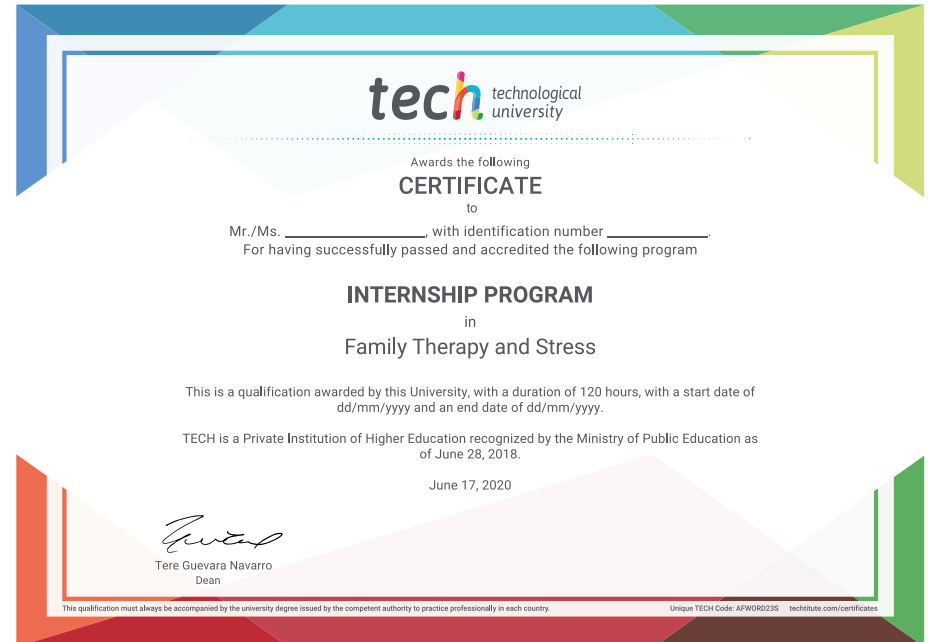 tech technological
university
Awards the following
CERTIFICATE
to
Mr./Ms. ____________________, with identification number ______________.
For having successfully passed and accredited the following program
INTERNSHIP PROGRAM
in
Family Therapy and Stress
This is a qualification awarded by this University, with a duration of 120 hours, with a start date of
dd/mm/yyyy and an end date of dd/mm/yyyy.
TECH is a Private Institution of Higher Education recognized by the Ministry of Public Education as
of June 28, 2018.
June 17, 2020
Tere Guevara Navarro
Dean
This qualification must always be accompanied by the university degree issued by the competent authority to practice professionally in each country. Unique TECH Code: AFWORD23S techtitute.com/certificates